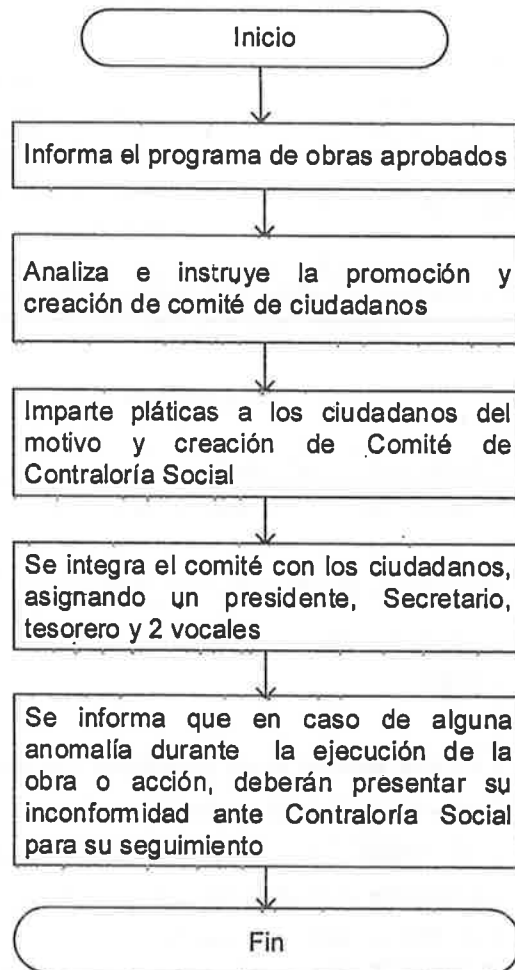 Inicio
Informa el programa de obras aprobados
Analiza e instruye la promoción y
creación de comité de ciudadanos
Imparte pláticas a los ciudadanos del
motivo y creación de Comité de
Contraloría Social
Se integra el comité con los ciudadanos,
asignando un presidente, Secretario,
tesorero y 2 vocales
Se informa que en caso de alguna
anomalía durante la ejecución de la
obra o acción, deberán presentar su
inconformidad ante Contraloría Social
para su seguimiento
Fin